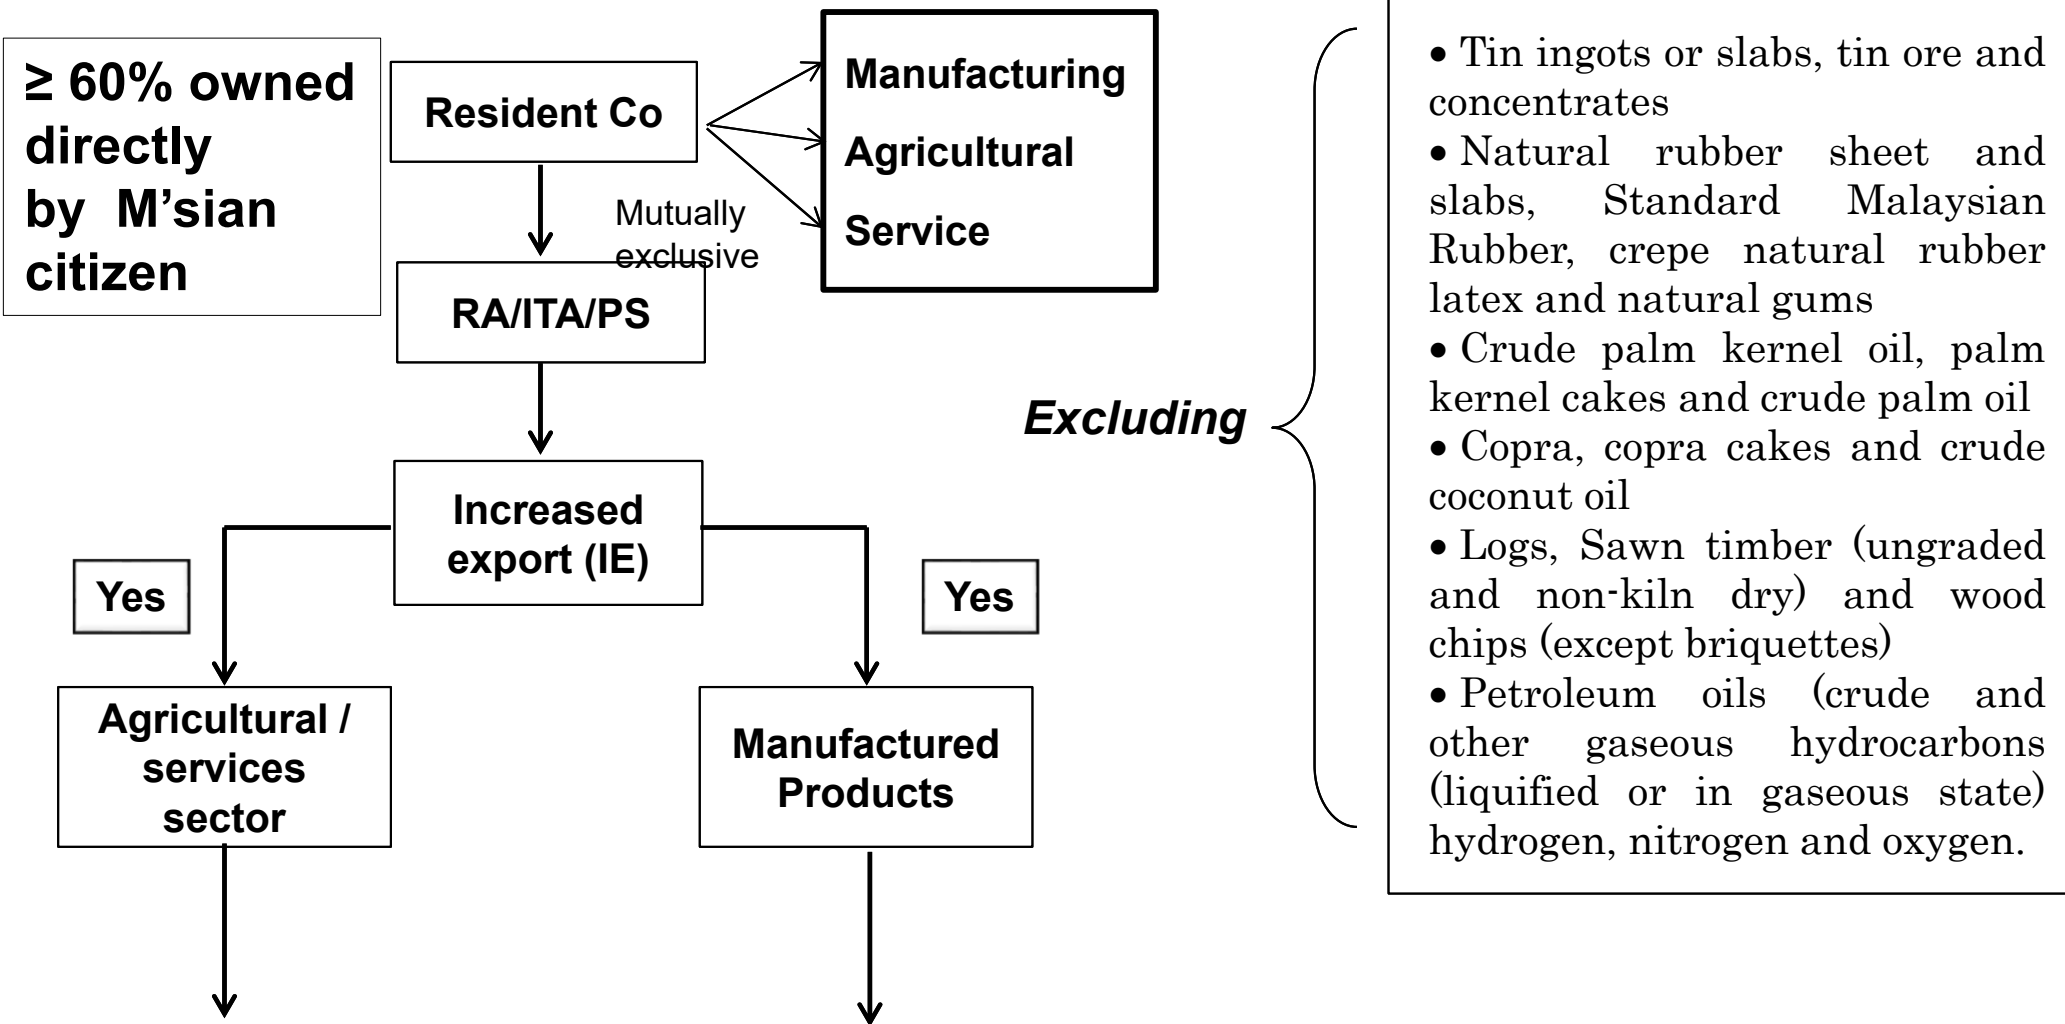 ≥ 60% owned
directly
by M’sian
citizen
Resident Co
Manufacturing
Agricultural
Service
Mutually
exclusive
RA/ITA/PS
Increased
export (IE)
Yes
Yes
Agricultural /
services
sector
Manufactured
Products
Excluding
• Tin ingots or slabs, tin ore and
concentrates
• Natural rubber sheet and
slabs, Standard Malaysian
Rubber, crepe natural rubber
latex and natural gums
• Crude palm kernel oil, palm
kernel cakes and crude palm oil
• Copra, copra cakes and crude
coconut oil
• Logs, Sawn timber (ungraded
and non-kiln dry) and wood
chips (except briquettes)
• Petroleum oils (crude and
other gaseous hydrocarbons
(liquified or in gaseous state)
hydrogen, nitrogen and oxygen.